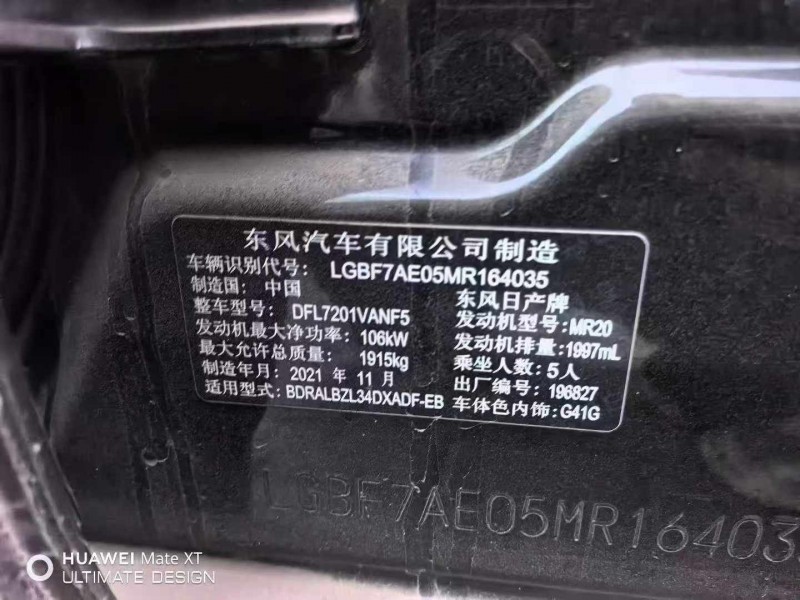 东风汽车有限公司制造
车辆识别代号: LGBF7AE05MR164035
制造国: 中国 东风日产牌
整车型号: DFL7201VANF5 发动机型号:MR20
发动机最大净功率: 106kW 发动机排量:1997mL
最大允许总质量: 1915kg 乘坐人数:5人
制造年月:2021 年 11 月 出厂编号:196827
适用型式:BDRALBZL34DXADF-EB 车体色内饰:G41G
LGBF7AE05MR164035
HUAWEI Mate XT
ULTIMATE DESIGN